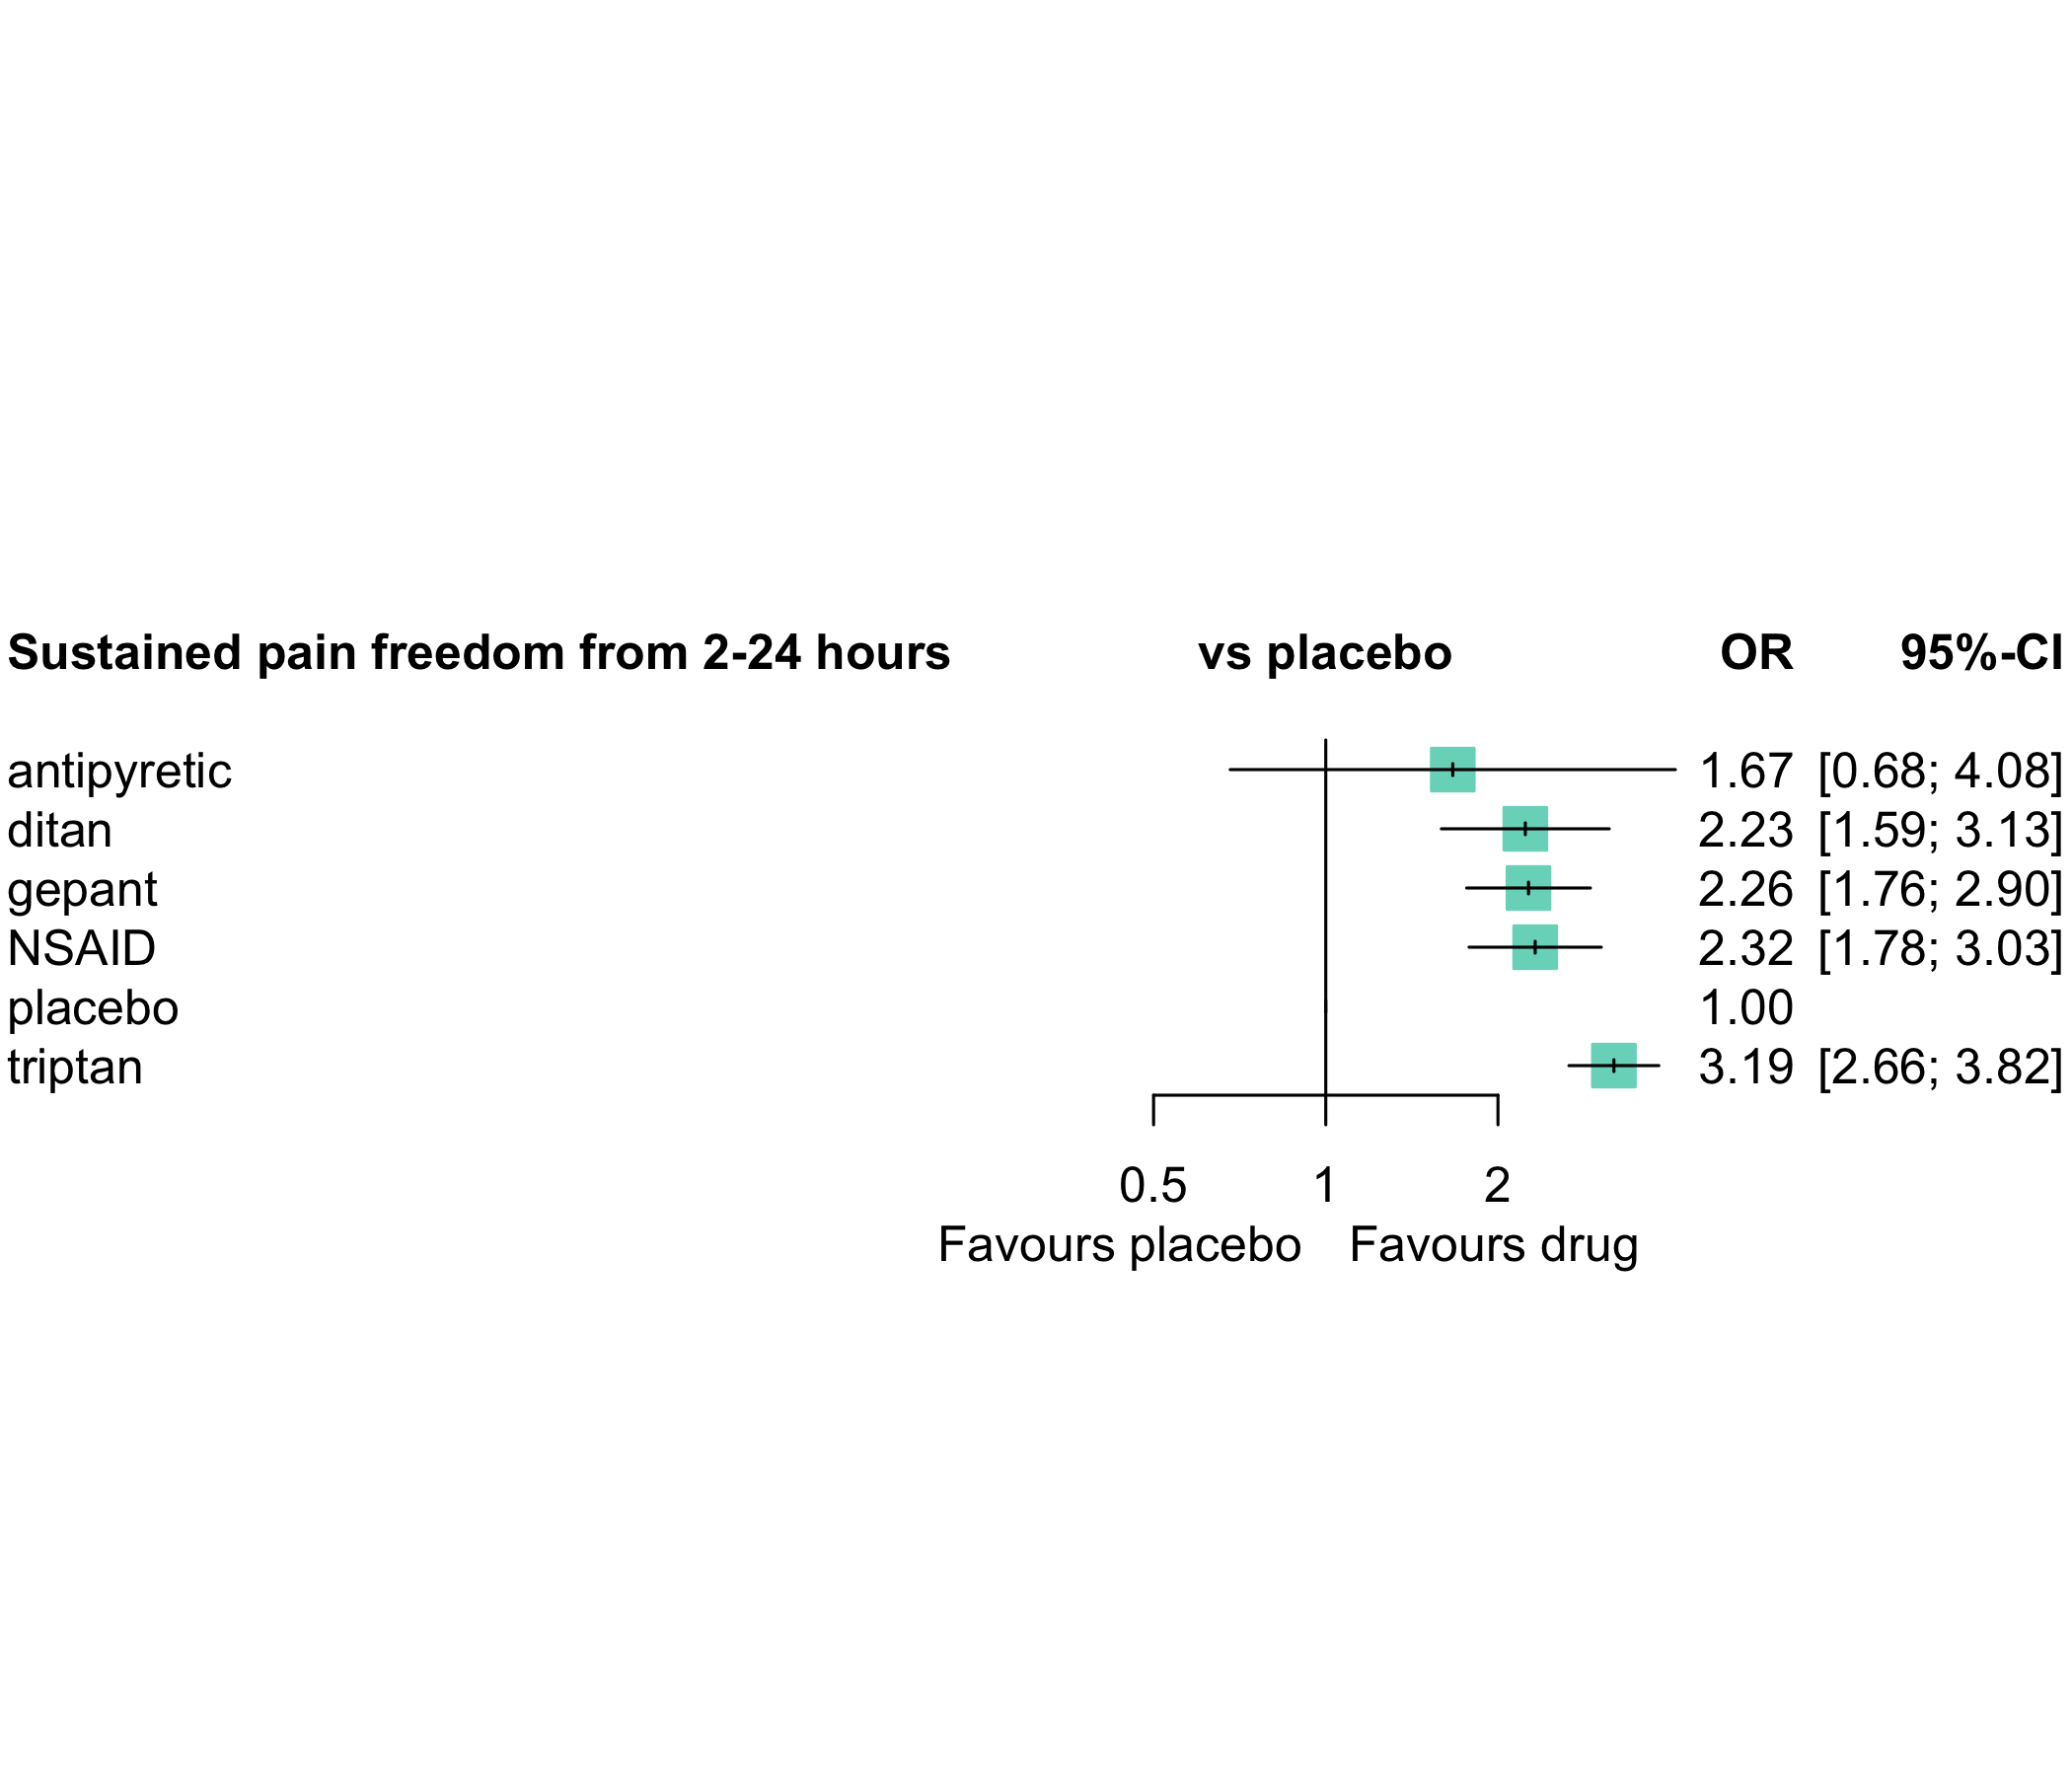 Sustained pain freedom from 2-24 hours vs placebo OR 95%-CI
antipyretic 1.67 [0.68; 4.08]
ditan 2.23 [1.59; 3.13]
gepant 2.26 [1.76; 2.90]
NSAID 2.32 [1.78; 3.03]
placebo 1.00
triptan 3.19 [2.66; 3.82]
0.5 1 2
Favours placebo Favours drug